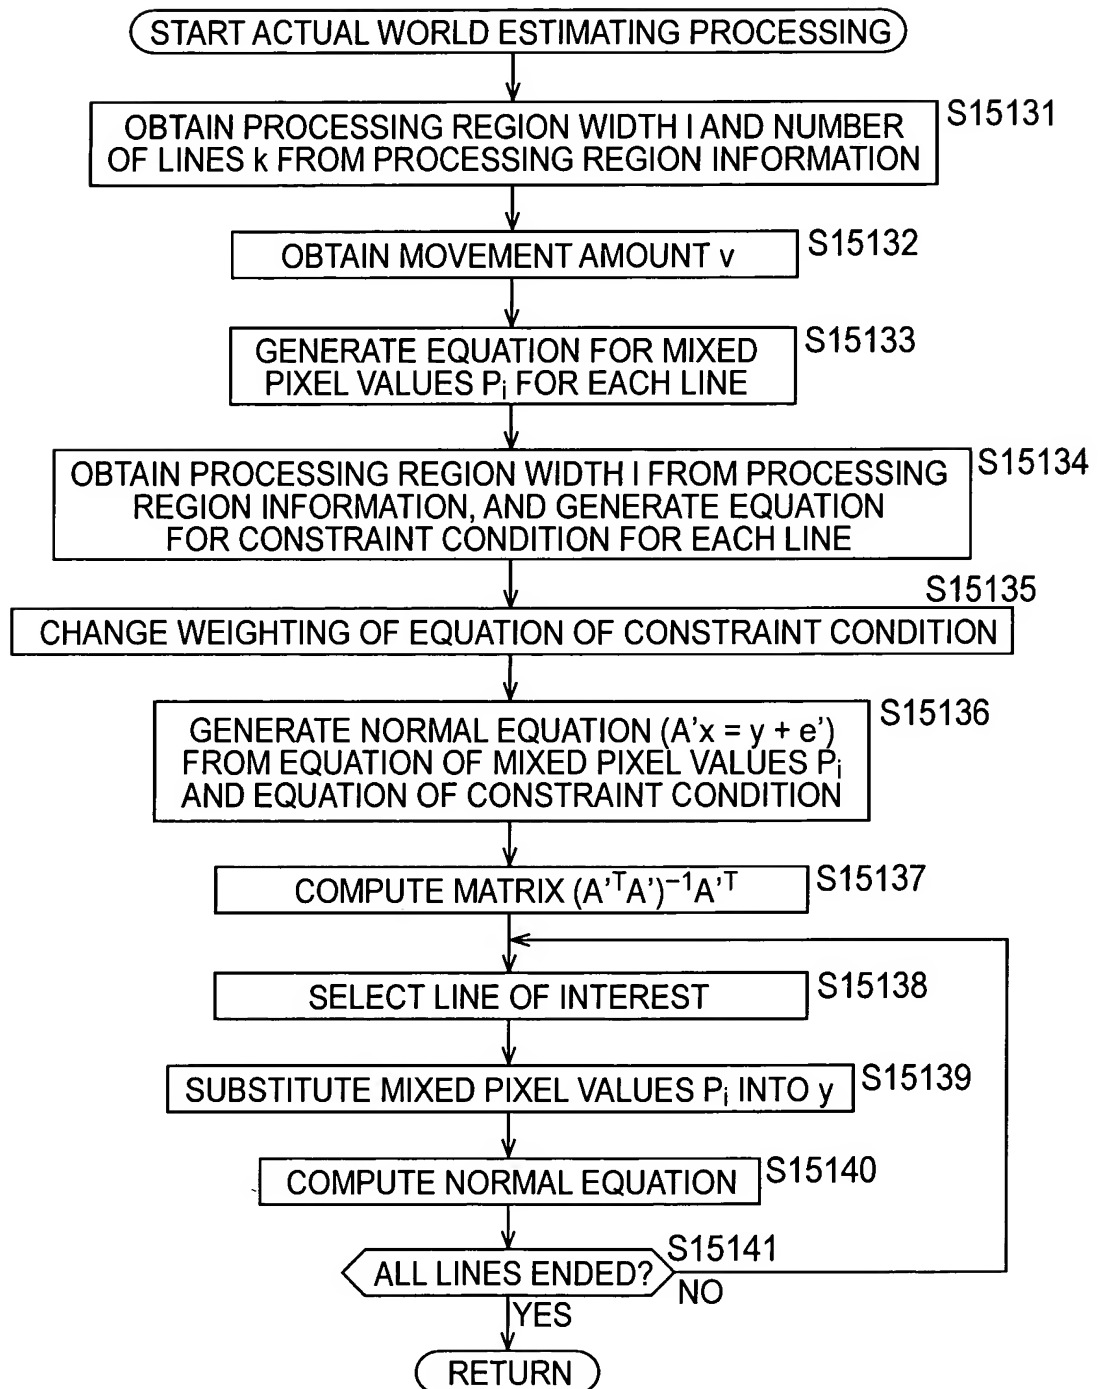 START ACTUAL WORLD ESTIMATING PROCESSING
S15131
OBTAIN PROCESSING REGION WIDTH l AND NUMBER
OF LINES k FROM PROCESSING REGION INFORMATION
S15132
OBTAIN MOVEMENT AMOUNT v
S15133
GENERATE EQUATION FOR MIXED
PIXEL VALUES Pi FOR EACH LINE
S15134
OBTAIN PROCESSING REGION WIDTH l FROM PROCESSING
REGION INFORMATION, AND GENERATE EQUATION
FOR CONSTRAINT CONDITION FOR EACH LINE
S15135
CHANGE WEIGHTING OF EQUATION OF CONSTRAINT CONDITION
S15136
GENERATE NORMAL EQUATION (A'x = y + e')
FROM EQUATION OF MIXED PIXEL VALUES Pi
AND EQUATION OF CONSTRAINT CONDITION
S15137
COMPUTE MATRIX (A'ᵀA')⁻¹A'ᵀ
S15138
SELECT LINE OF INTEREST
S15139
SUBSTITUTE MIXED PIXEL VALUES Pi INTO y
S15140
COMPUTE NORMAL EQUATION
S15141
ALL LINES ENDED?
NO
YES
RETURN